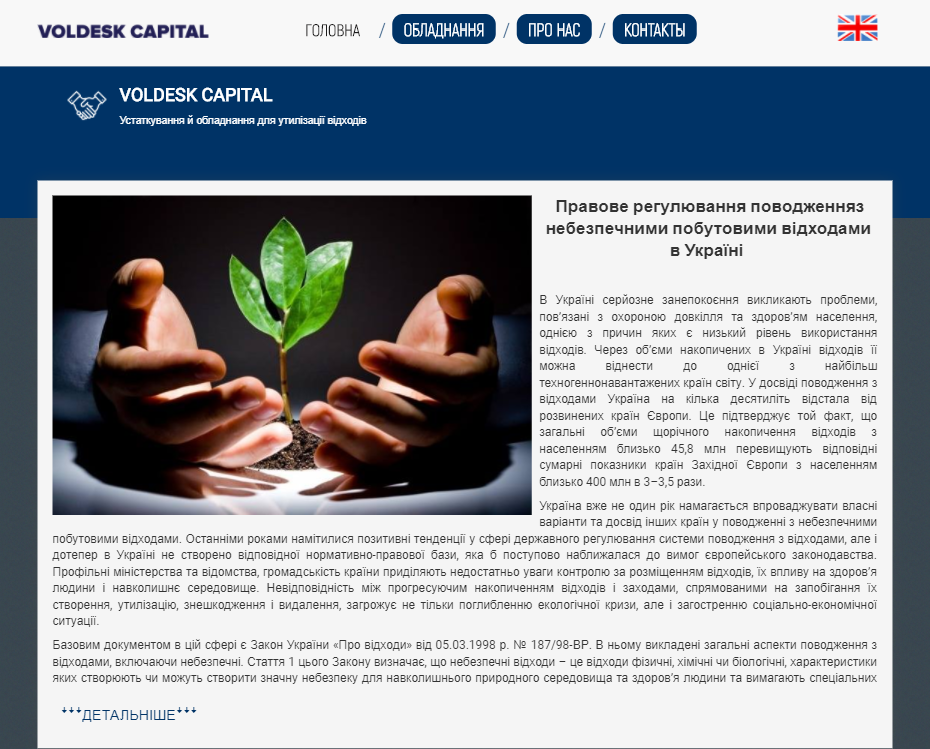 VOLDESK CAPITAL
ГОЛОВНА / ОБЛАДНАННЯ / ПРО НАС / КОНТАКТЫ
VOLDESK CAPITAL
Устаткування й обладнання для утилізації відходів
Правове регулювання поводженняз
небезпечними побутовими відходами
в Україні
В Україні серйозне занепокоєння викликають проблеми,
пов’язані з охороною довкілля та здоров’ям населення,
однією з причин яких є низький рівень використання
відходів. Через об’єми накопичених в Україні відходів її
можна віднести до однієї з найбільш
техногеннонавантажених країн світу. У досвіді поводження з
відходами Україна на кілька десятиліть відстала від
розвинених країн Європи. Це підтверджує той факт, що
загальні об’єми щорічного накопичення відходів з
населенням близько 45,8 млн перевищують відповідні
сумарні показники країн Західної Європи з населенням
близько 400 млн в 3–3,5 рази.
Україна вже не один рік намагається впроваджувати власні
варіанти та досвід інших країн у поводженні з небезпечними
побутовими відходами. Останніми роками намітилися позитивні тенденції у сфері державного регулювання системи поводження з відходами, але і
дотепер в Україні не створено відповідної нормативно-правової бази, яка б поступово наближалася до вимог європейського законодавства.
Профільні міністерства та відомства, громадськість країни приділяють недостатньо уваги контролю за розміщенням відходів, їх впливу на здоров’я
людини і навколишнє середовище. Невідповідність між прогресуючим накопиченням відходів і заходами, спрямованими на запобігання їх
створення, утилізацію, знешкодження і видалення, загрожує не тільки поглибленню екологічної кризи, але і загостренню соціально-економічної
ситуації.
Базовим документом в цій сфері є Закон України «Про відходи» від 05.03.1998 р. № 187/98-ВР. В ньому викладені загальні аспекти поводження з
відходами, включаючи небезпечні. Стаття 1 цього Закону визначає, що небезпечні відходи – це відходи фізичні, хімічні чи біологічні, характеристики
яких створюють чи можуть створити значну небезпеку для навколишнього природного середовища та здоров’я людини та вимагають спеціальних
↓↓↓ДЕТАЛЬНІШЕ↓↓↓